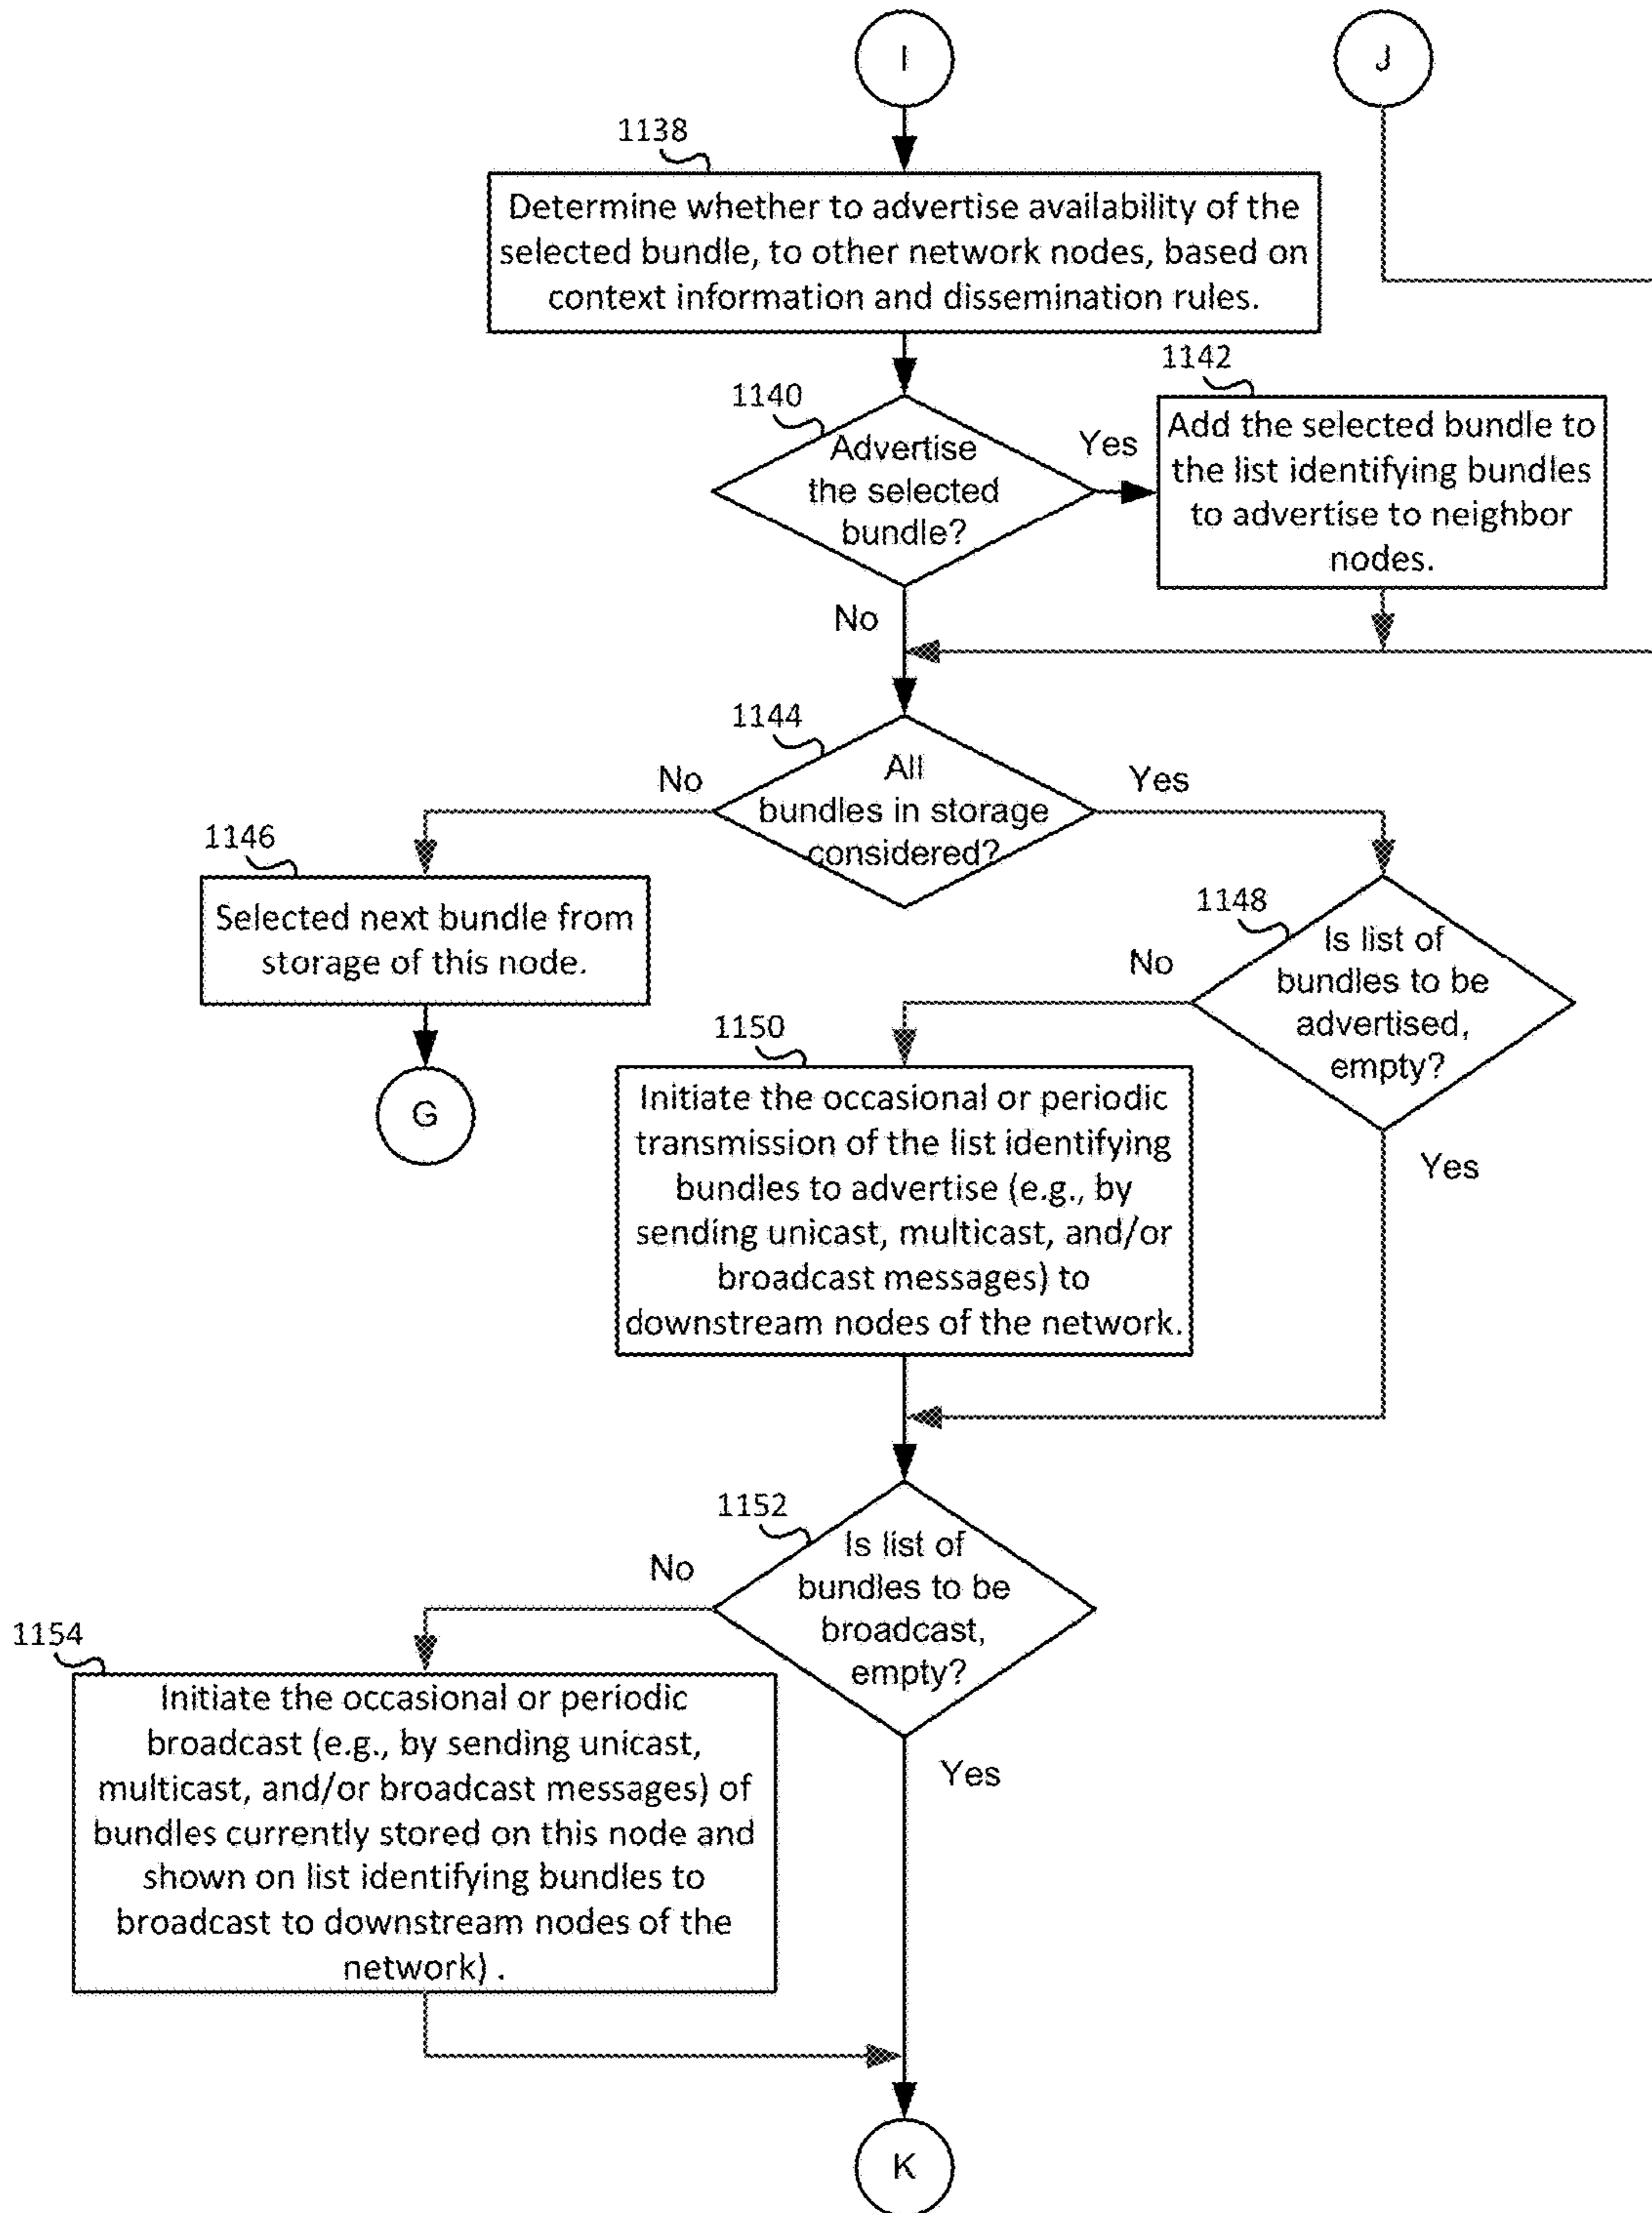 I
J
1138
Determine whether to advertise availability of the
selected bundle, to other network nodes, based on
context information and dissemination rules.
1140
Advertise
the selected
bundle?
Yes
No
1142
Add the selected bundle to
the list identifying bundles
to advertise to neighbor
nodes.
1144
All
bundles in storage
considered?
No
Yes
1146
Selected next bundle from
storage of this node.
G
1148
Is list of
bundles to be
advertised,
empty?
No
Yes
1150
Initiate the occasional or periodic
transmission of the list identifying
bundles to advertise (e.g., by
sending unicast, multicast, and/or
broadcast messages) to
downstream nodes of the network.
1152
Is list of
bundles to be
broadcast,
empty?
No
Yes
1154
Initiate the occasional or periodic
broadcast (e.g., by sending unicast,
multicast, and/or broadcast messages) of
bundles currently stored on this node and
shown on list identifying bundles to
broadcast to downstream nodes of the
network) .
K